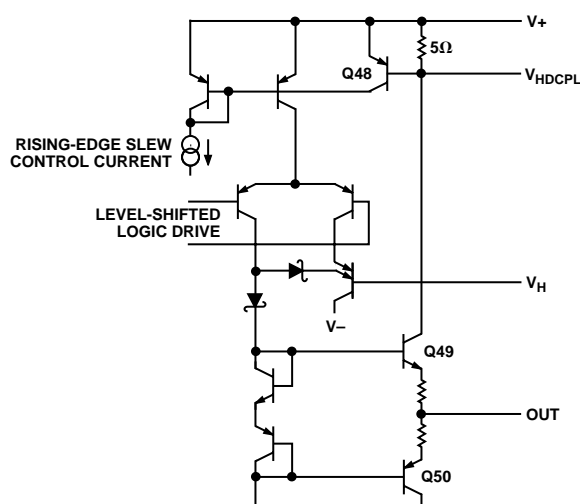 V+
5Ω
Q48
VHDCPL
RISING-EDGE SLEW
CONTROL CURRENT
LEVEL-SHIFTED
LOGIC DRIVE
VH
V–
Q49
OUT
Q50